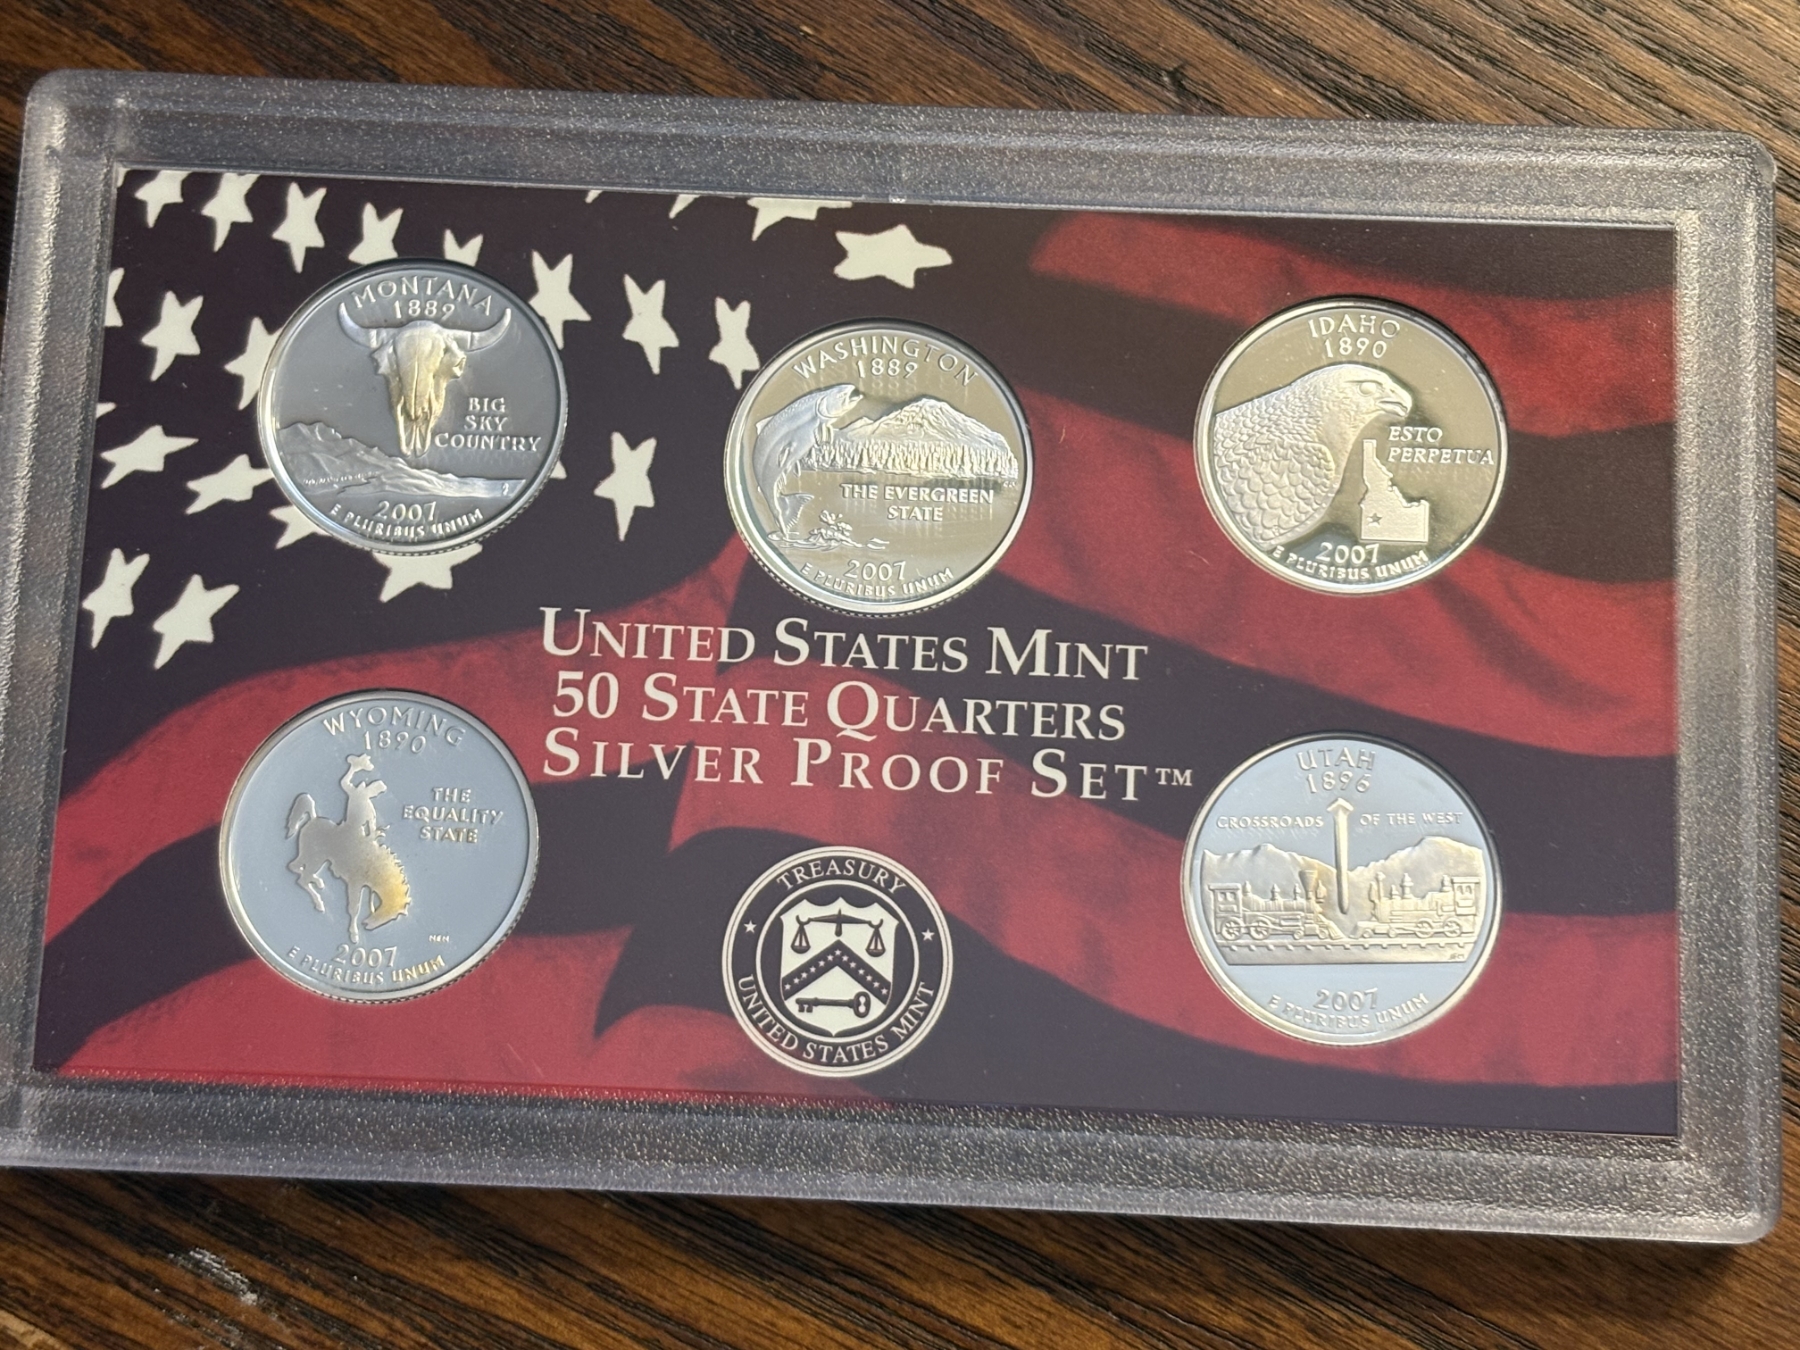 MONTANA
1889
BIG
SKY
COUNTRY
2007
E PLURIBUS UNUM
WASHINGTON
1889
THE EVERGREEN
STATE
2007
E PLURIBUS UNUM
IDAHO
1890
ESTO
PERPETUA
2007
E PLURIBUS UNUM
UNITED STATES MINT
50 STATE QUARTERS
SILVER PROOF SET™
WYOMING
1890
THE
EQUALITY
STATE
2007
E PLURIBUS UNUM
TREASURY
UNITED STATES MINT
UTAH
1896
CROSSROADS OF THE WEST
2007
E PLURIBUS UNUM